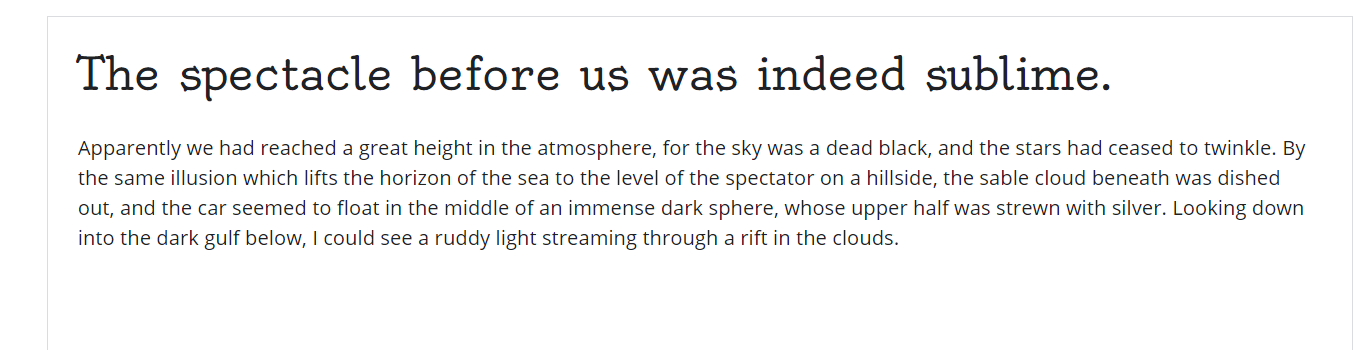 The spectacle before us was indeed sublime.
Apparently we had reached a great height in the atmosphere, for the sky was a dead black, and the stars had ceased to twinkle. By
the same illusion which lifts the horizon of the sea to the level of the spectator on a hillside, the sable cloud beneath was dished
out, and the car seemed to float in the middle of an immense dark sphere, whose upper half was strewn with silver. Looking down
into the dark gulf below, I could see a ruddy light streaming through a rift in the clouds.